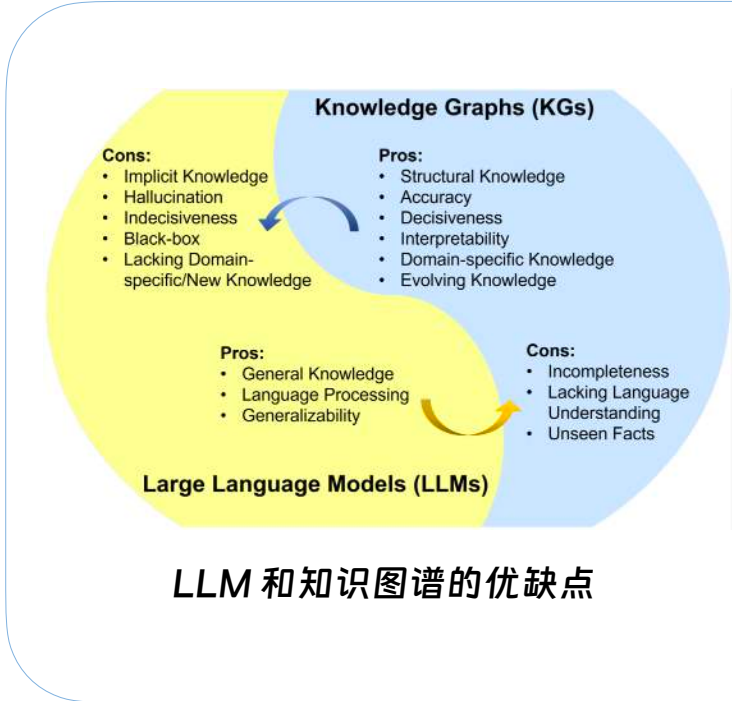 Knowledge Graphs (KGs)
Cons:
• Implicit Knowledge
• Hallucination
• Indecisiveness
• Black-box
• Lacking Domain-
specific/New Knowledge
Pros:
• Structural Knowledge
• Accuracy
• Decisiveness
• Interpretability
• Domain-specific Knowledge
• Evolving Knowledge
Pros:
• General Knowledge
• Language Processing
• Generalizability
Cons:
• Incompleteness
• Lacking Language
Understanding
• Unseen Facts
Large Language Models (LLMs)
LLM 和知识图谱的优缺点